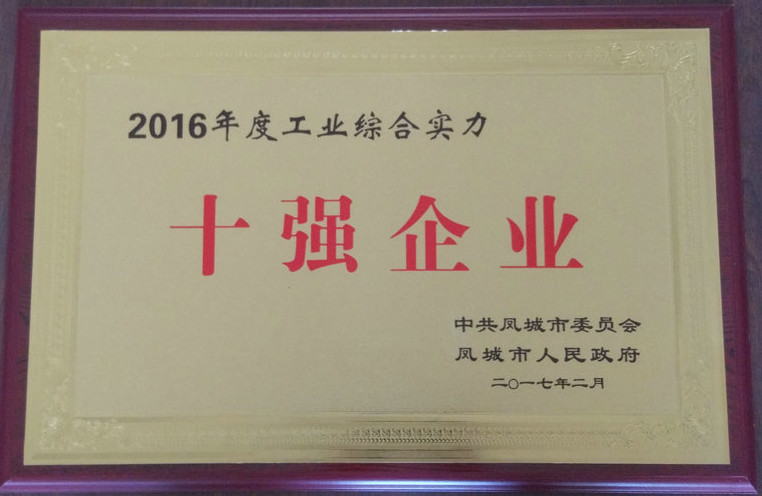 2016年度工业综合实力
十强企业
中共凤城市委员会
凤城市人民政府
二〇一七年二月